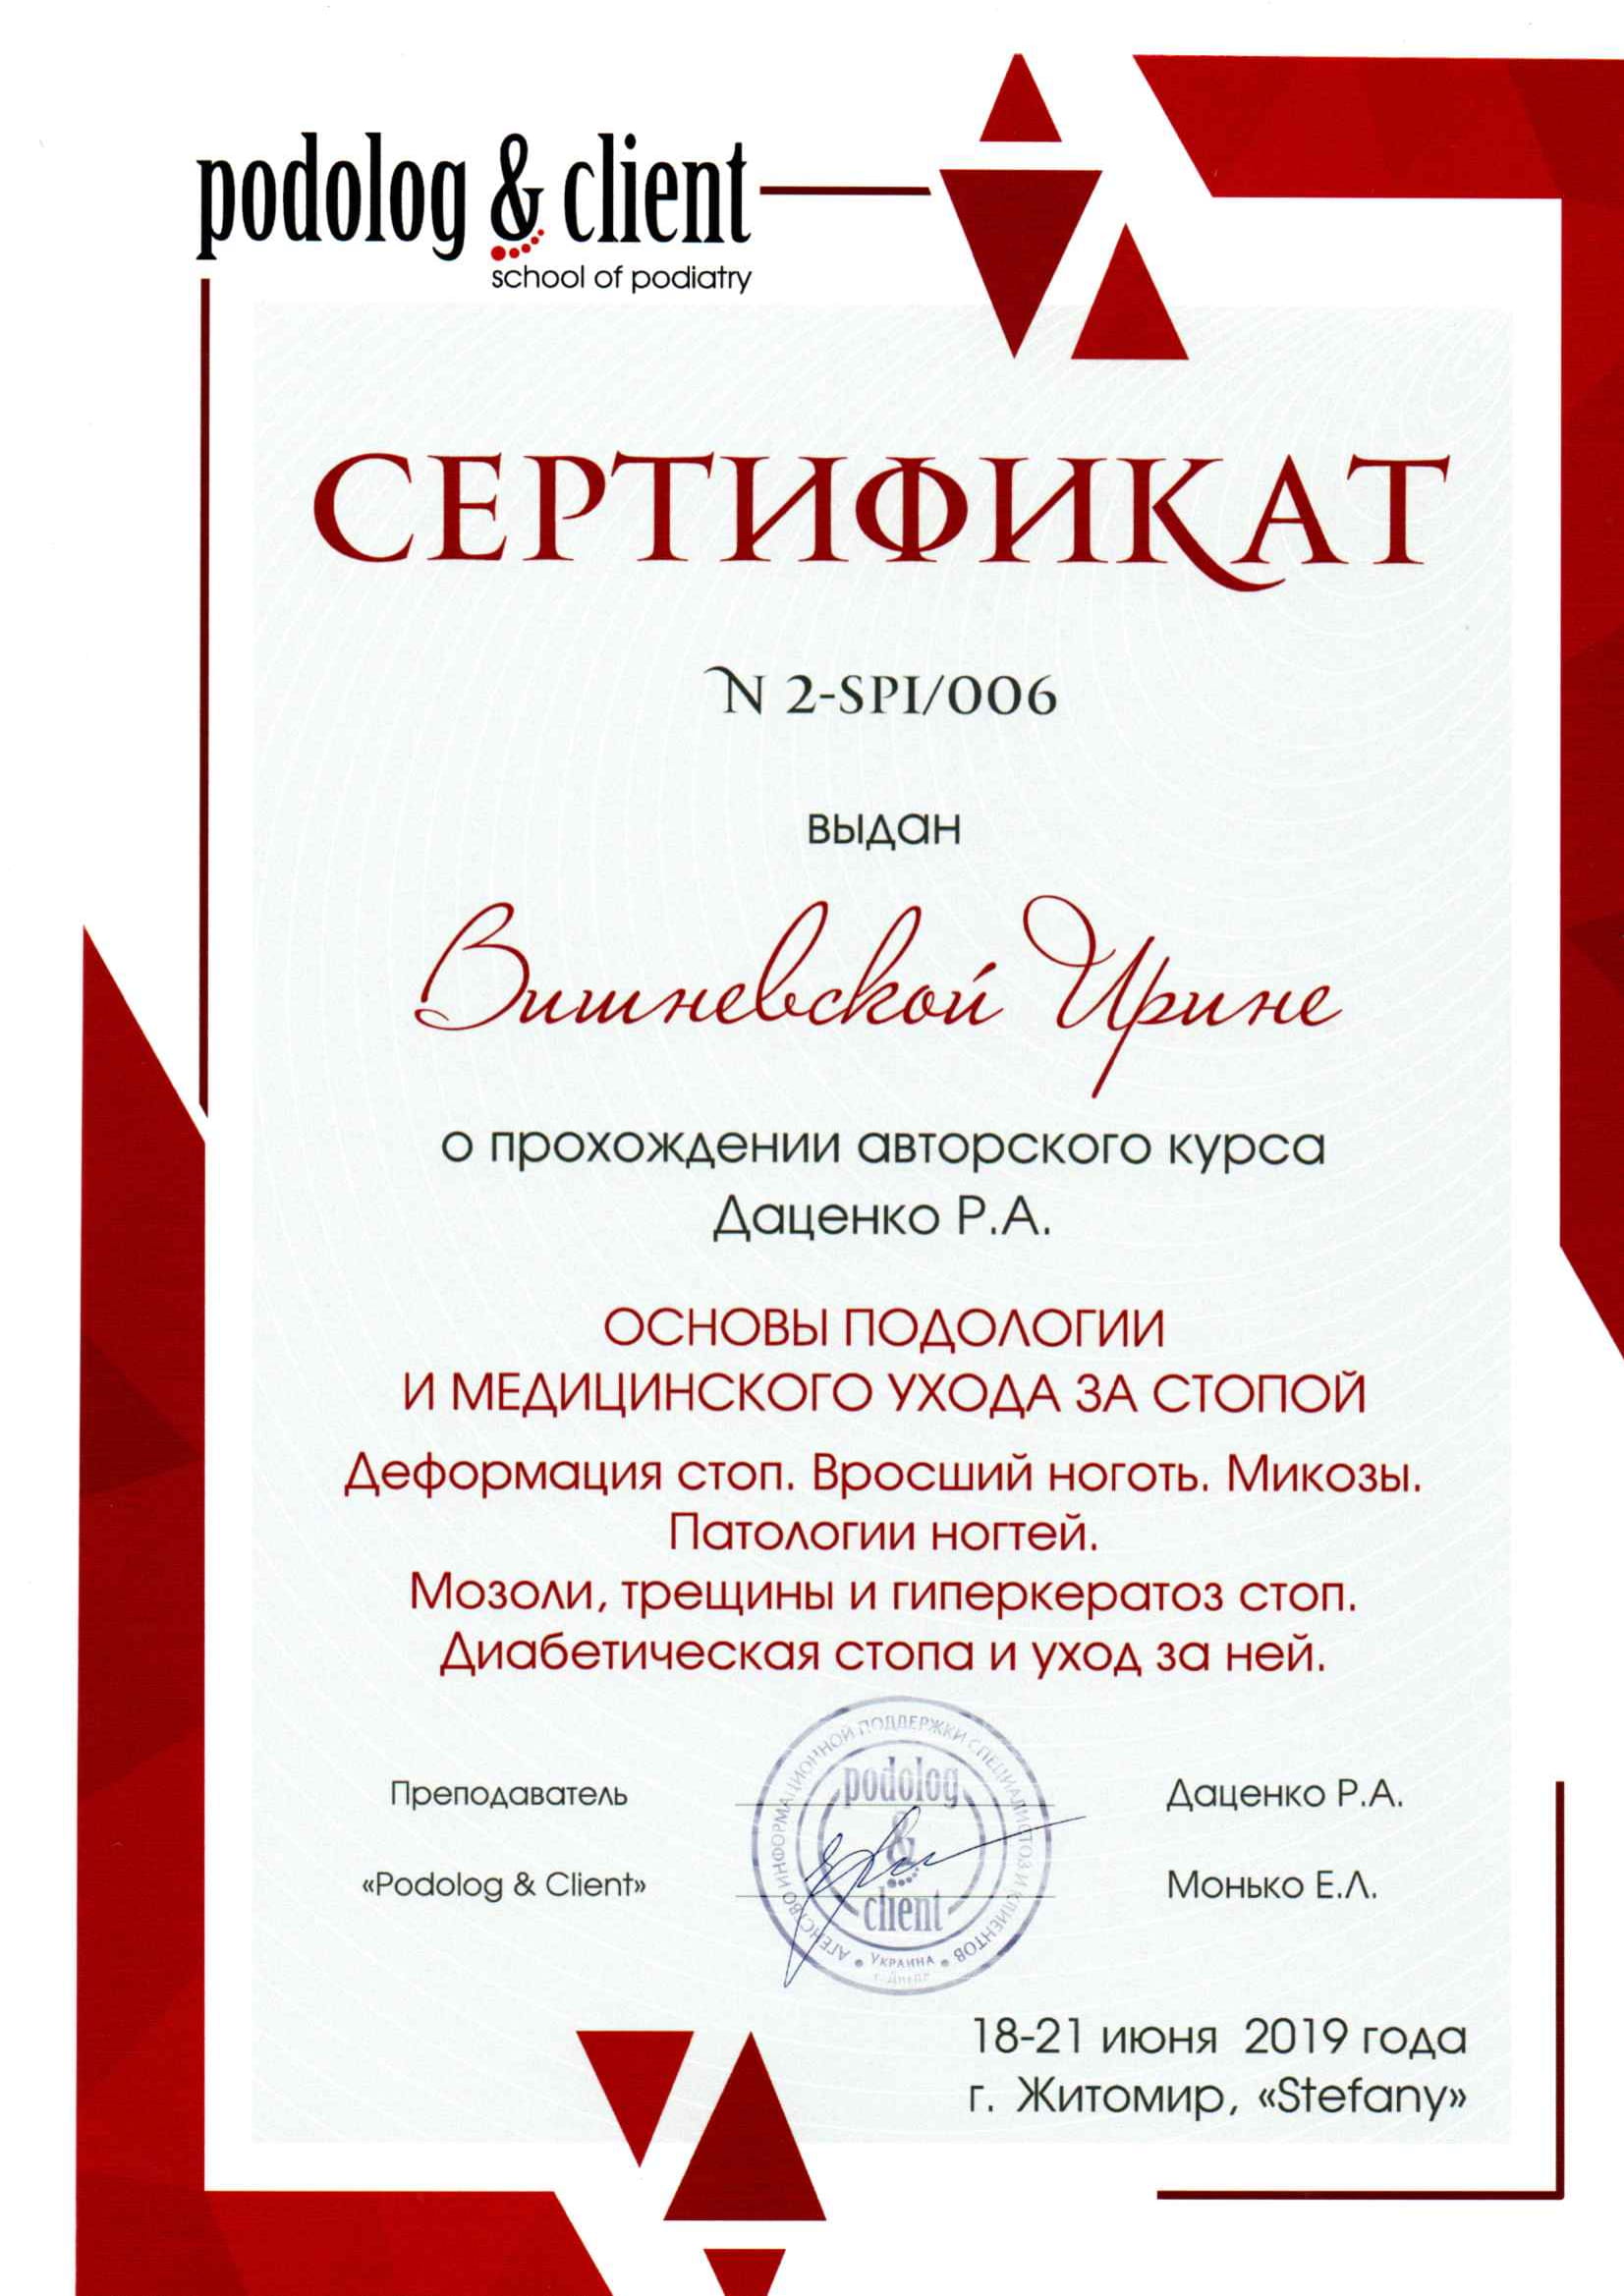 podolog & client
school of podiatry
СЕРТИФИКАТ
N 2-SPI/006
выдан
Вишневской Ирине
о прохождении авторского курса
Даценко Р.А.
ОСНОВЫ ПОДОЛОГИИ
И МЕДИЦИНСКОГО УХОДА ЗА СТОПОЙ
Деформация стоп. Вросший ноготь. Микозы.
Патологии ногтей.
Мозоли, трещины и гиперкератоз стоп.
Диабетическая стопа и уход за ней.
Преподаватель
Даценко Р.А.
«Podolog & Client»
Монько Е.Л.
АГЕНСТВО ИНФОРМАЦИОННОЙ ПОДДЕРЖКИ СПЕЦИАЛИСТОВ И КЛИЕНТОВ
podolog
&
client
УКРАИНА
18-21 июня 2019 года
г. Житомир, «Stefany»